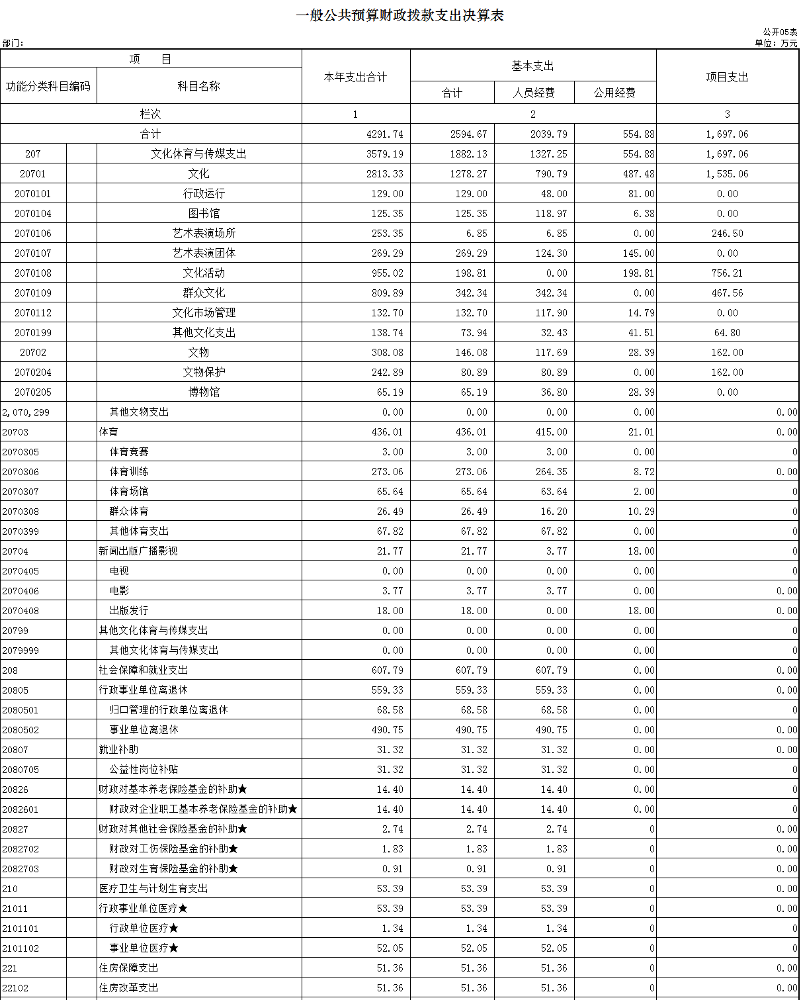 一般公共预算财政拨款支出决算表
公开05表
部门： 单位：万元
项 目 本年支出合计 基本支出 项目支出
功能分类科目编码 科目名称 合计 人员经费 公用经费
栏次 1 2 3
合计 4291.74 2594.67 2039.79 554.88 1,697.06
207 文化体育与传媒支出 3579.19 1882.13 1327.25 554.88 1,697.06
20701 文化 2813.33 1278.27 790.79 487.48 1,535.06
2070101 行政运行 129.00 129.00 48.00 81.00 0.00
2070104 图书馆 125.35 125.35 118.97 6.38 0.00
2070106 艺术表演场所 253.35 6.85 6.85 0.00 246.50
2070107 艺术表演团体 269.29 269.29 124.30 145.00 0.00
2070108 文化活动 955.02 198.81 0.00 198.81 756.21
2070109 群众文化 809.89 342.34 342.34 0.00 467.56
2070112 文化市场管理 132.70 132.70 117.90 14.79 0.00
2070199 其他文化支出 138.74 73.94 32.43 41.51 64.80
20702 文物 308.08 146.08 117.69 28.39 162.00
2070204 文物保护 242.89 80.89 80.89 0.00 162.00
2070205 博物馆 65.19 65.19 36.80 28.39 0.00
2,070,299 其他文物支出 0.00 0.00 0.00 0.00 0.00
20703 体育 436.01 436.01 415.00 21.01 0.00
2070305 体育竞赛 3.00 3.00 3.00 0.00 0
2070306 体育训练 273.06 273.06 264.35 8.72 0.00
2070307 体育场馆 65.64 65.64 63.64 2.00 0
2070308 群众体育 26.49 26.49 16.20 10.29 0
2070399 其他体育支出 67.82 67.82 67.82 0.00 0
20704 新闻出版广播影视 21.77 21.77 3.77 18.00 0
2070405 电视 0.00 0.00 0.00 0.00 0
2070406 电影 3.77 3.77 3.77 0.00 0.00
2070408 出版发行 18.00 18.00 0.00 18.00 0.00
20799 其他文化体育与传媒支出 0.00 0.00 0.00 0.00 0
2079999 其他文化体育与传媒支出 0.00 0.00 0.00 0.00 0
208 社会保障和就业支出 607.79 607.79 607.79 0.00 0.00
20805 行政事业单位离退休 559.33 559.33 559.33 0.00 0.00
2080501 归口管理的行政单位离退休 68.58 68.58 68.58 0.00 0
2080502 事业单位离退休 490.75 490.75 490.75 0.00 0.00
20807 就业补助 31.32 31.32 31.32 0.00 0.00
2080705 公益性岗位补贴 31.32 31.32 31.32 0.00 0
20826 财政对基本养老保险基金的补助★ 14.40 14.40 14.40 0.00 0
2082601 财政对企业职工基本养老保险基金的补助★ 14.40 14.40 14.40 0.00 0
20827 财政对其他社会保险基金的补助★ 2.74 2.74 2.74 0 0.00
2082702 财政对工伤保险基金的补助★ 1.83 1.83 1.83 0 0.00
2082703 财政对生育保险基金的补助★ 0.91 0.91 0.91 0 0.00
210 医疗卫生与计划生育支出 53.39 53.39 53.39 0 0.00
21011 行政事业单位医疗★ 53.39 53.39 53.39 0 0.00
2101101 行政单位医疗★ 1.34 1.34 1.34 0 0
2101102 事业单位医疗★ 52.05 52.05 52.05 0 0
221 住房保障支出 51.36 51.36 51.36 0 0.00
22102 住房改革支出 51.36 51.36 51.36 0 0.00